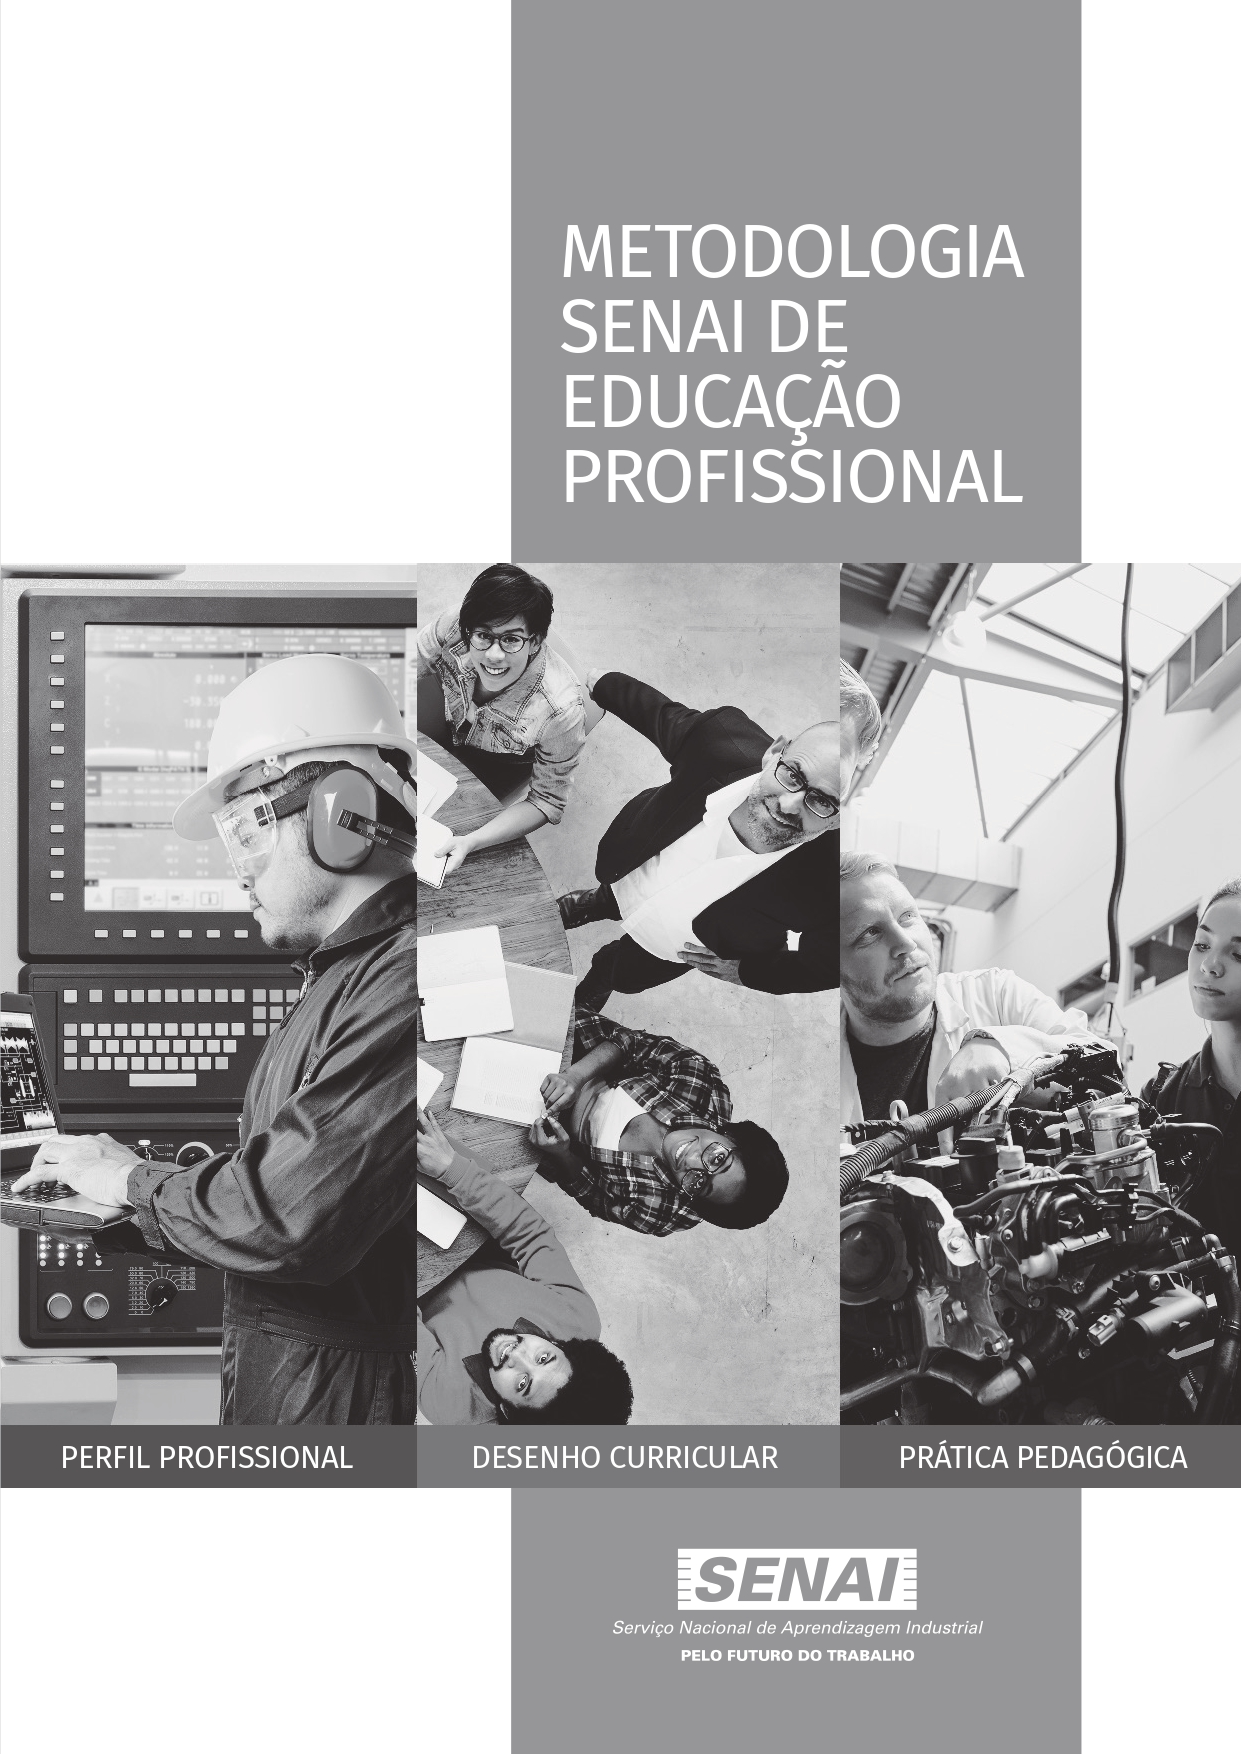 METODOLOGIA
SENAI DE
EDUCAÇÃO
PROFISSIONAL
PERFIL PROFISSIONAL
DESENHO CURRICULAR
PRÁTICA PEDAGÓGICA
SENAI
Serviço Nacional de Aprendizagem Industrial
PELO FUTURO DO TRABALHO